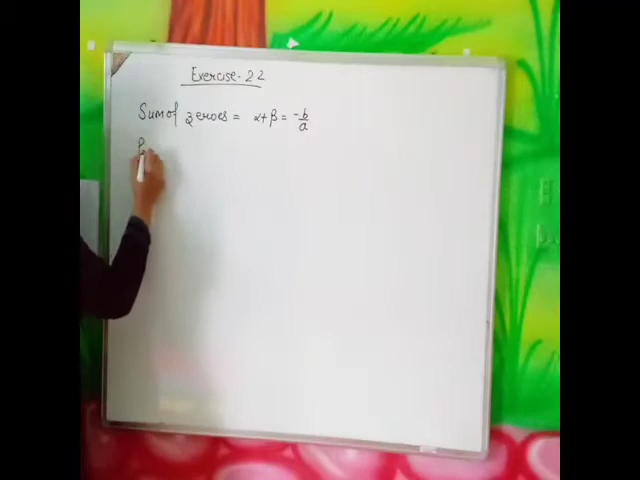 Exercise-2.2
Sum of zeroes = α+β = -b/a
P